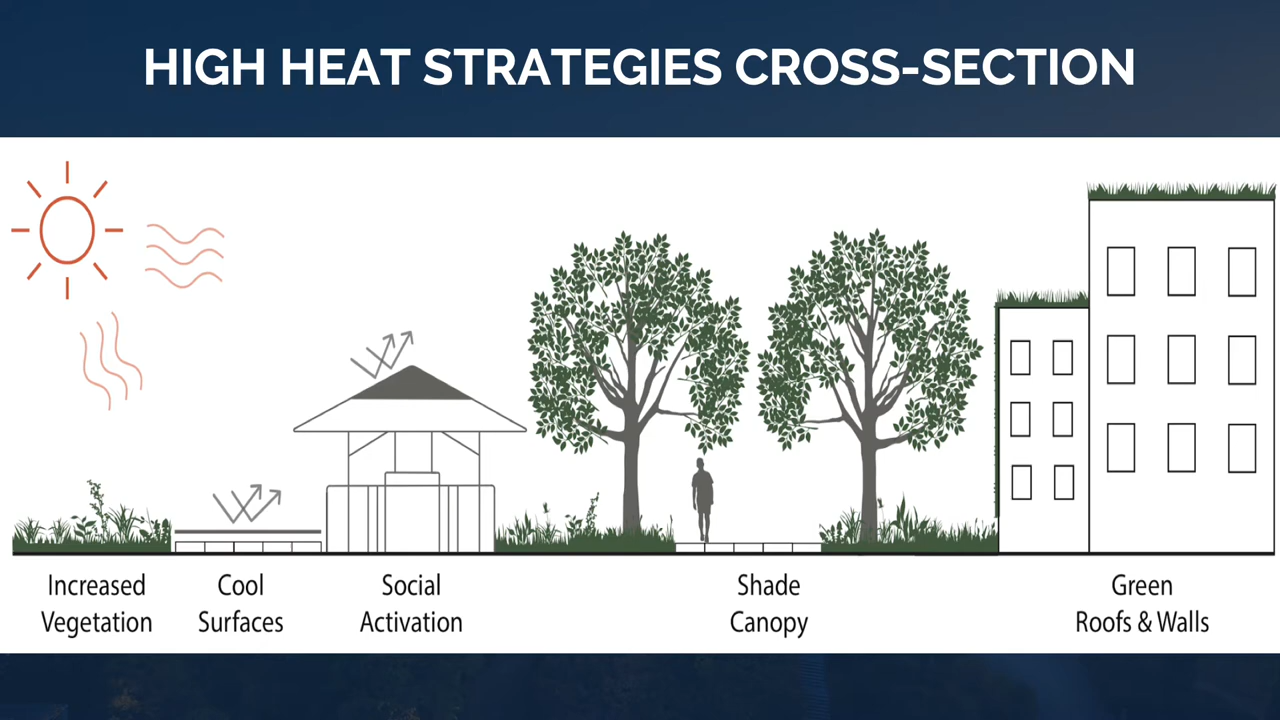 HIGH HEAT STRATEGIES CROSS-SECTION
Increased
Vegetation
Cool
Surfaces
Social
Activation
Shade
Canopy
Green
Roofs & Walls